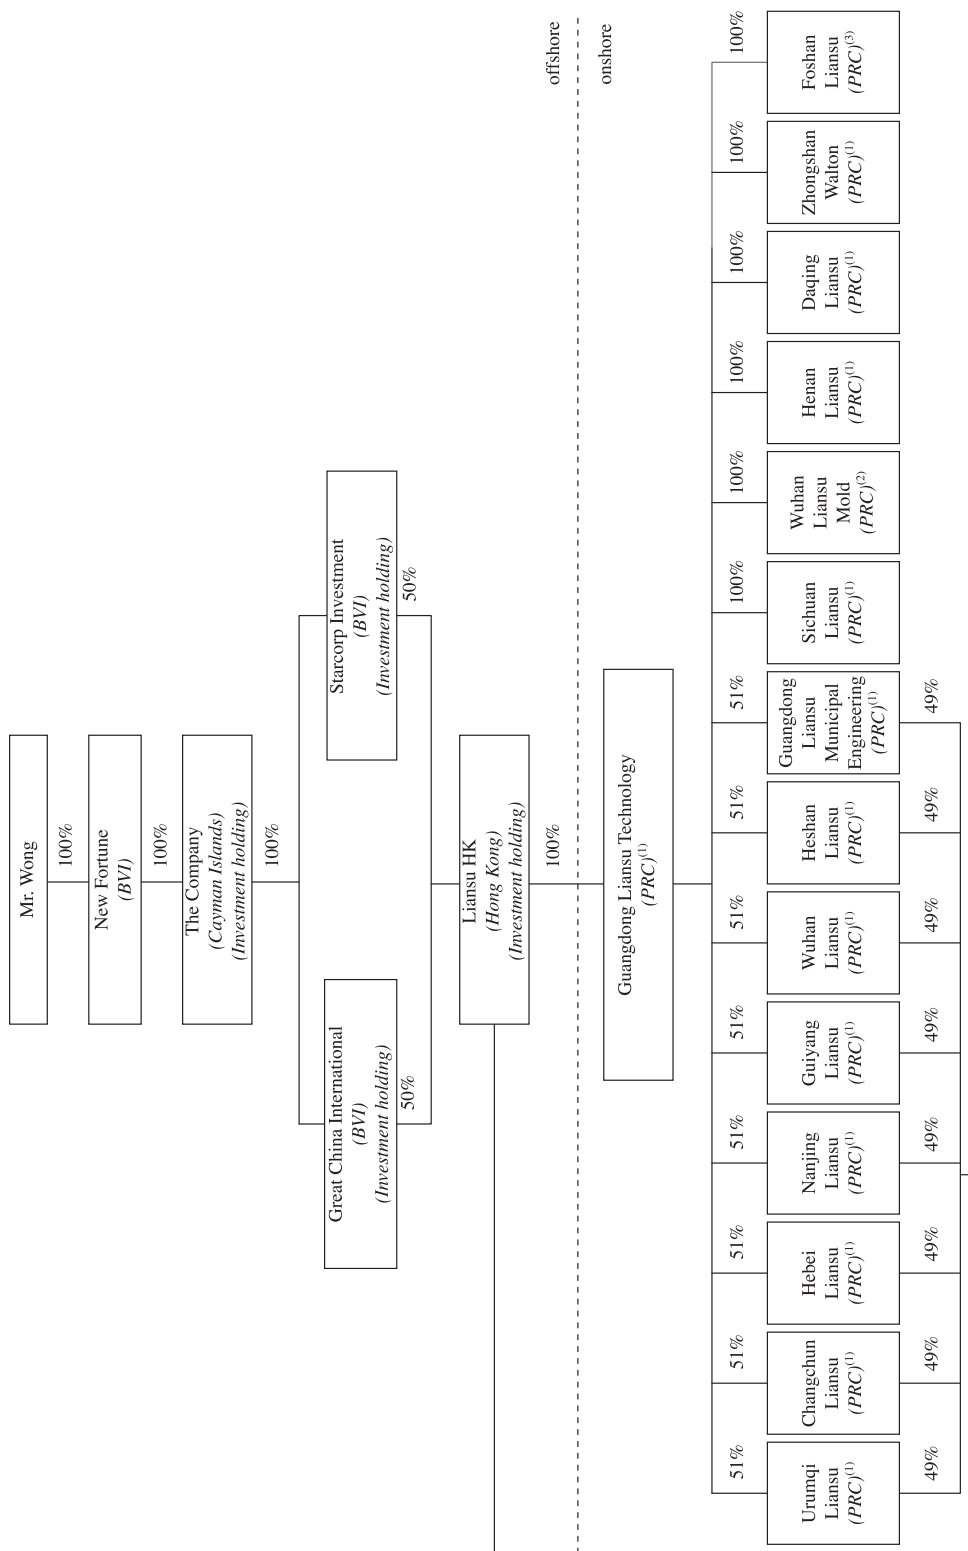 Mr. Wong
100%
New Fortune
(BVI)
100%
The Company
(Cayman Islands)
(Investment holding)
100%
Great China International
(BVI)
(Investment holding)
50%
Starcorp Investment
(BVI)
(Investment holding)
50%
Liansu HK
(Hong Kong)
(Investment holding)
100%
offshore
onshore
Guangdong Liansu Technology
(PRC)(1)
51%
51%
51%
51%
51%
51%
51%
51%
100%
100%
100%
100%
100%
100%
Urumqi
Liansu
(PRC)(1)
Changchun
Liansu
(PRC)(1)
Hebei
Liansu
(PRC)(1)
Nanjing
Liansu
(PRC)(1)
Guiyang
Liansu
(PRC)(1)
Wuhan
Liansu
(PRC)(1)
Heshan
Liansu
(PRC)(1)
Guangdong
Liansu
Municipal
Engineering
(PRC)(1)
Sichuan
Liansu
(PRC)(1)
Wuhan
Liansu
Mold
(PRC)(2)
Henan
Liansu
(PRC)(1)
Daqing
Liansu
(PRC)(1)
Zhongshan
Walton
(PRC)(1)
Foshan
Liansu
(PRC)(3)
49%
49%
49%
49%
49%
49%
49%
49%